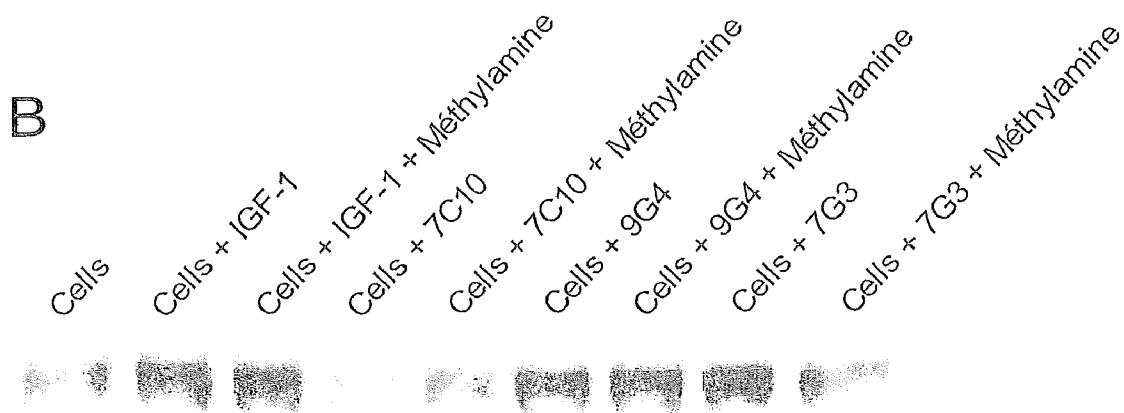 B
Cells
Cells + IGF-1
Cells + IGF-1 + Méthylamine
Cells + 7C10
Cells + 7C10 + Méthylamine
Cells + 9G4
Cells + 9G4 + Méthylamine
Cells + 7G3
Cells + 7G3 + Méthylamine